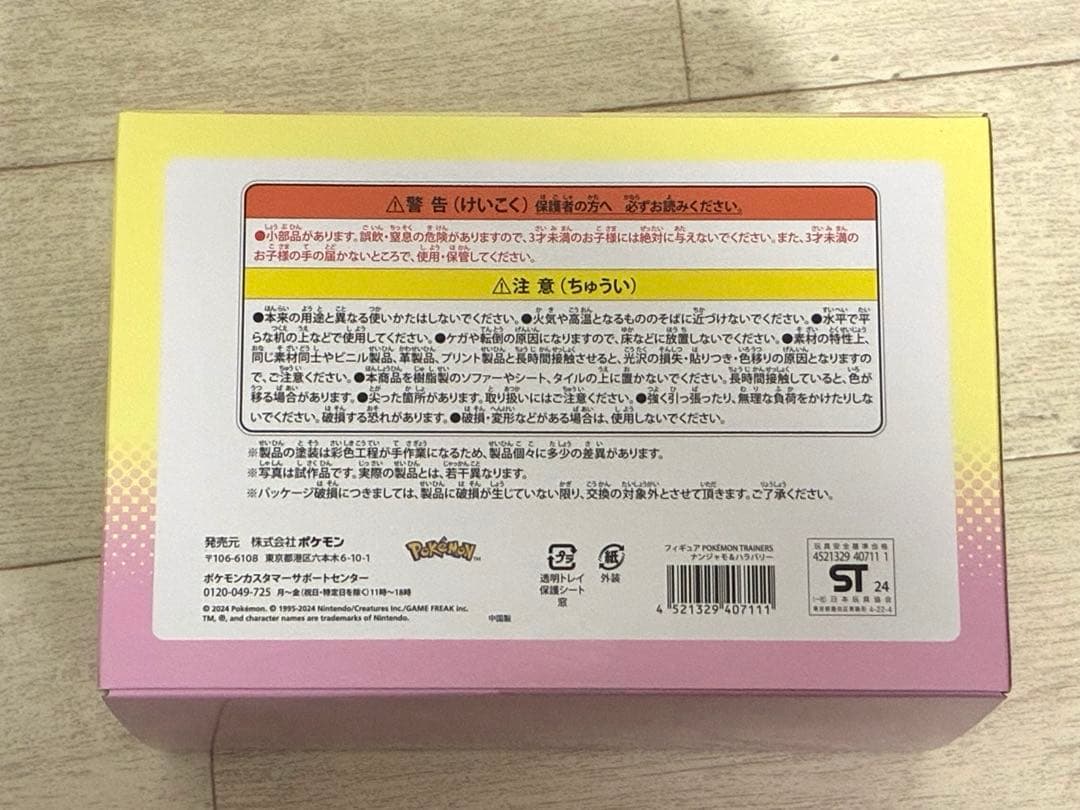 ⚠警 告(けいこく) 保護者の方へ 必ずお読みください。
●小部品があります。誤飲・窒息の危険がありますので、3才未満のお子様には絶対に与えないでください。また、3才未満の
お子様の手の届かないところで、使用・保管してください。
⚠注 意(ちゅうい)
●本来の用途と異なる使いかたはしないでください。●火気や高温となるもののそばに近づけないでください。●水平で平
らな机の上などで使用してください。●ケガや転倒の原因になりますので、床などに放置しないでください。●素材の特性上、
同じ素材同士やビニル製品、革製品、プリント製品と長時間接触させると、光沢の損失・貼りつき・色移りの原因となりますの
で、ご注意ください。●本商品を樹脂製のソファーやシート、タイルの上に置かないでください。長時間接触していると、色が
移る場合があります。●尖った箇所があります。取り扱いにはご注意ください。●強く引っ張ったり、無理な負荷をかけたりしな
いでください。破損する恐れがあります。●破損・変形などがある場合は、使用しないでください。
※製品の塗装は彩色工程が手作業になるため、製品個々に多少の差異があります。
※写真は試作品です。実際の製品とは、若干異なります。
※パッケージ破損につきましては、製品に破損が生じていない限り、交換の対象外とさせて頂きます。ご了承ください。
発売元 株式会社ポケモン
〒106-6108 東京都港区六本木6-10-1
ポケモンカスタマーサポートセンター
0120-049-725 月～金(祝日・特定日を除く)11時～18時
© 2024 Pokémon. © 1995-2024 Nintendo/Creatures Inc./GAME FREAK inc.
TM, ®, and character names are trademarks of Nintendo.
中国製
POKÉMON™
プラ
透明トレイ
保護シート
窓
紙
外装
フィギュア POKÉMON TRAINERS
ナンジャモ&ハラバリー
4 521329 407111
玩具安全基準合格
4521329 40711 1
ST 24
(一社)日本玩具協会
東京都墨田区東駒形 4-22-4